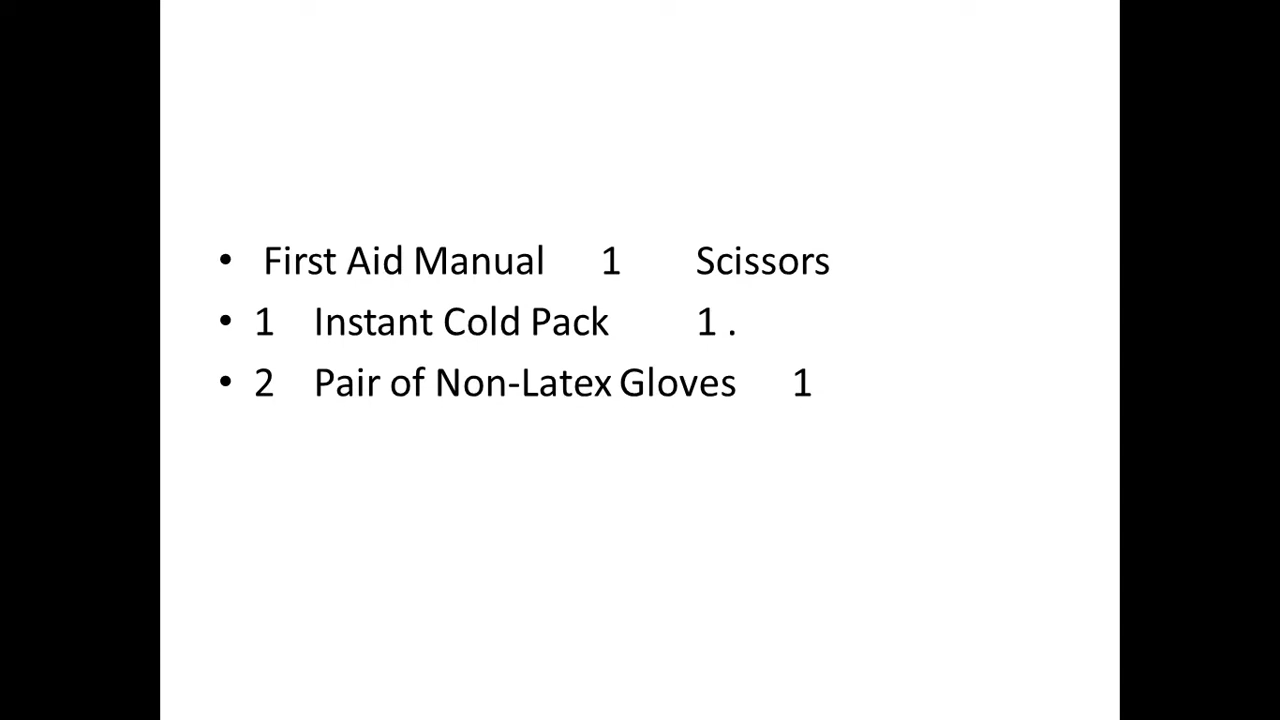 • First Aid Manual 1 Scissors
• 1 Instant Cold Pack 1 .
• 2 Pair of Non-Latex Gloves 1